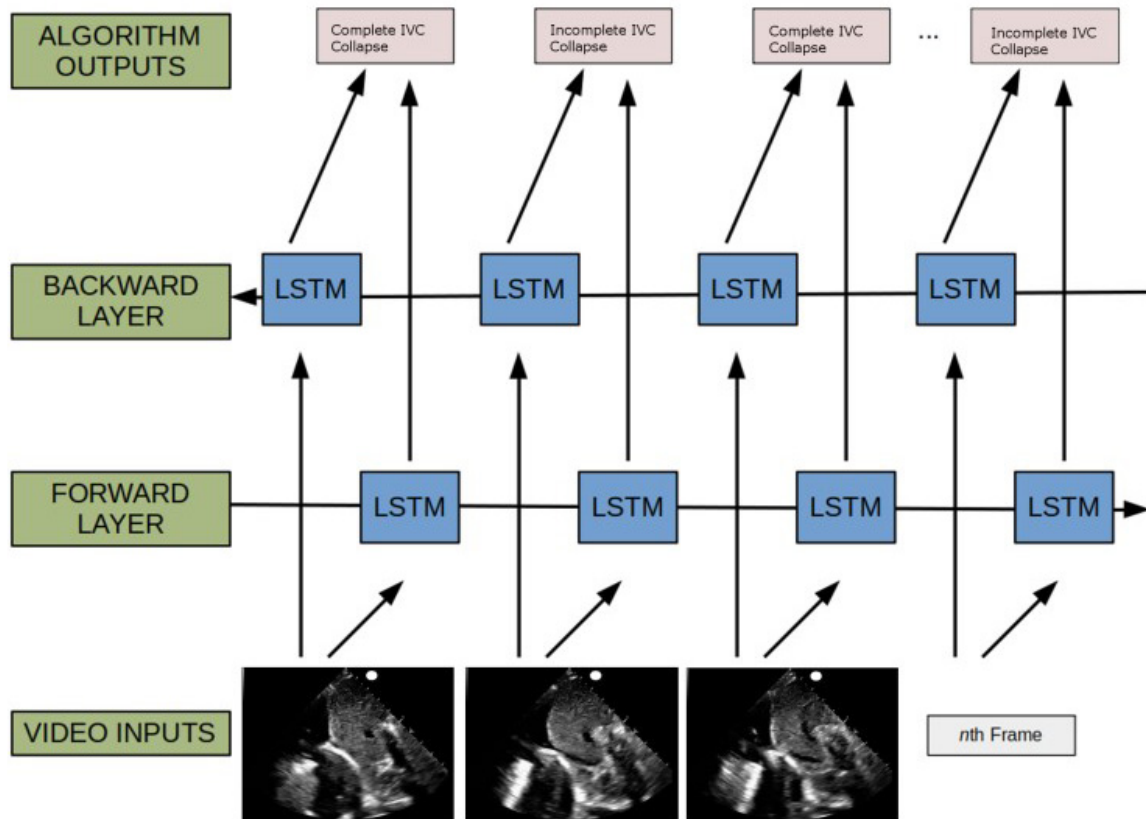 ALGORITHM
OUTPUTS
Complete IVC
Collapse
Incomplete IVC
Collapse
Complete IVC
Collapse
...
Incomplete IVC
Collapse
BACKWARD
LAYER
LSTM
LSTM
LSTM
LSTM
FORWARD
LAYER
LSTM
LSTM
LSTM
LSTM
VIDEO INPUTS
nth Frame